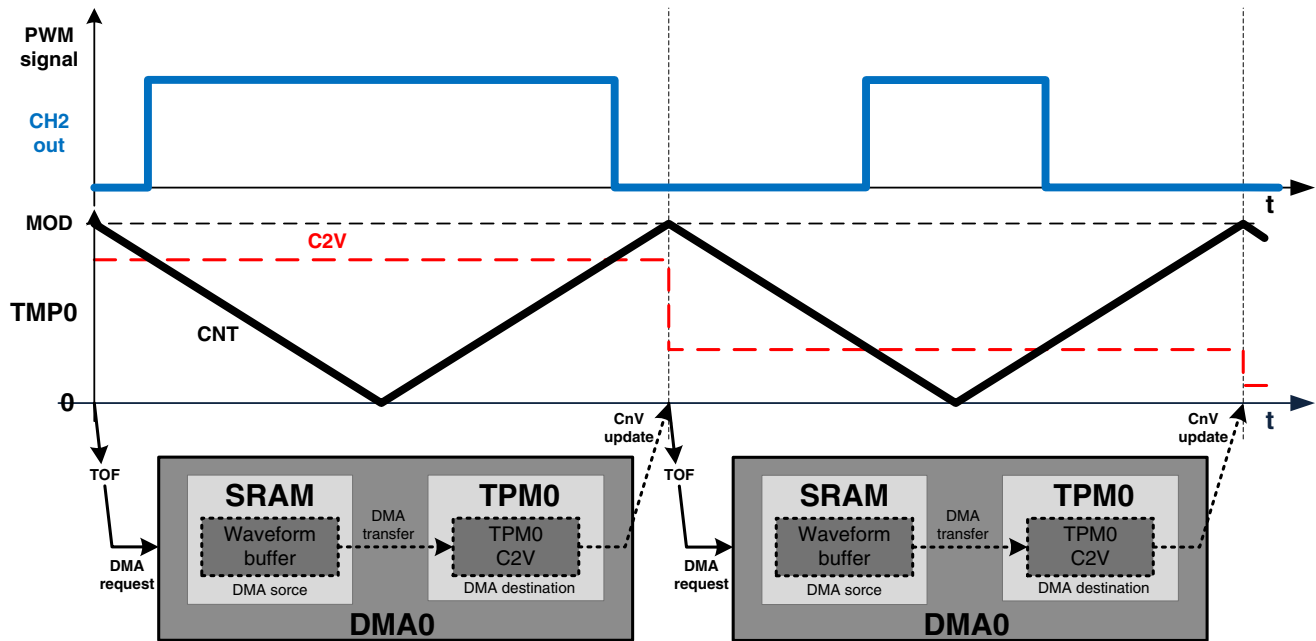 PWM
signal
CH2
out
t
MOD
C2V
TMP0
CNT
0
t
CnV
update
CnV
update
TOF
DMA
request
SRAM
Waveform
buffer
DMA sorce
DMA
transfer
TPM0
TPM0
C2V
DMA destination
DMA0
TOF
DMA
request
SRAM
Waveform
buffer
DMA sorce
DMA
transfer
TPM0
TPM0
C2V
DMA destination
DMA0